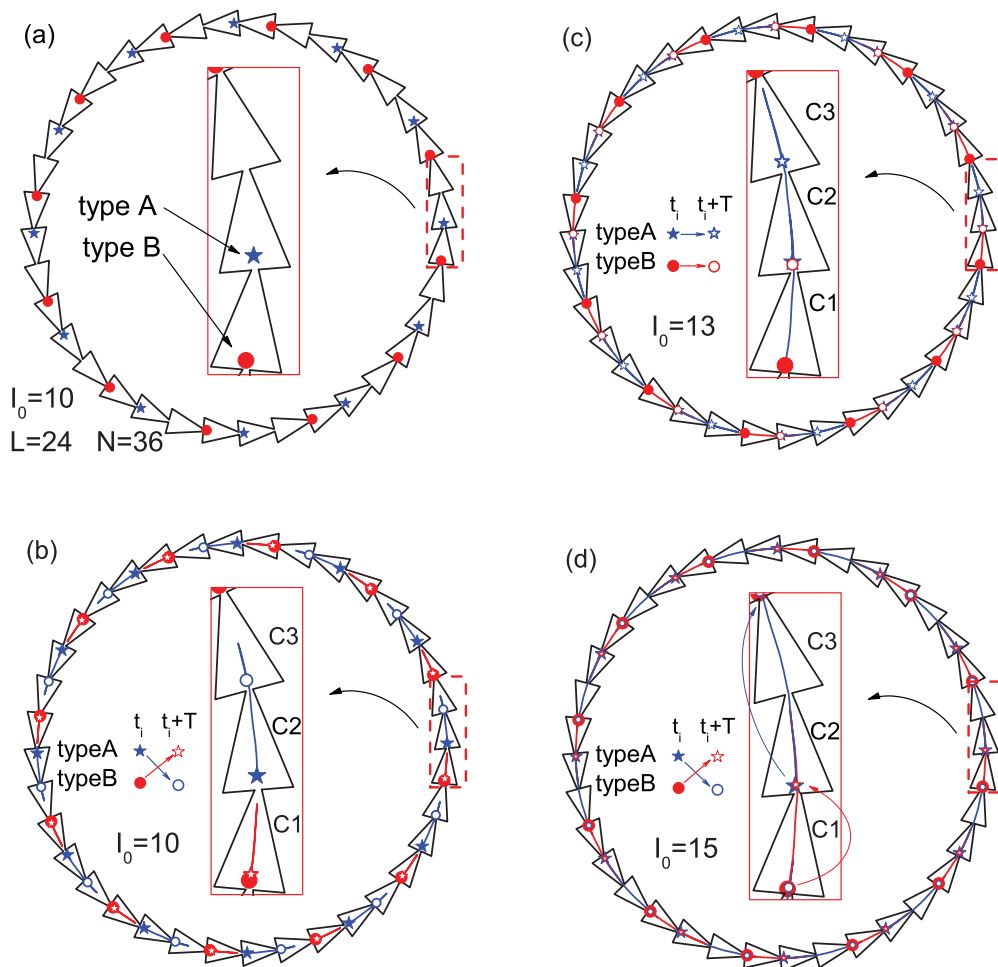 (a)
type A
type B
I₀=10
L=24 N=36
(c)
C3
C2
C1
tᵢ tᵢ+T
typeA
typeB
I₀=13
(b)
C3
C2
C1
tᵢ tᵢ+T
typeA
typeB
I₀=10
(d)
C3
C2
C1
tᵢ tᵢ+T
typeA
typeB
I₀=15